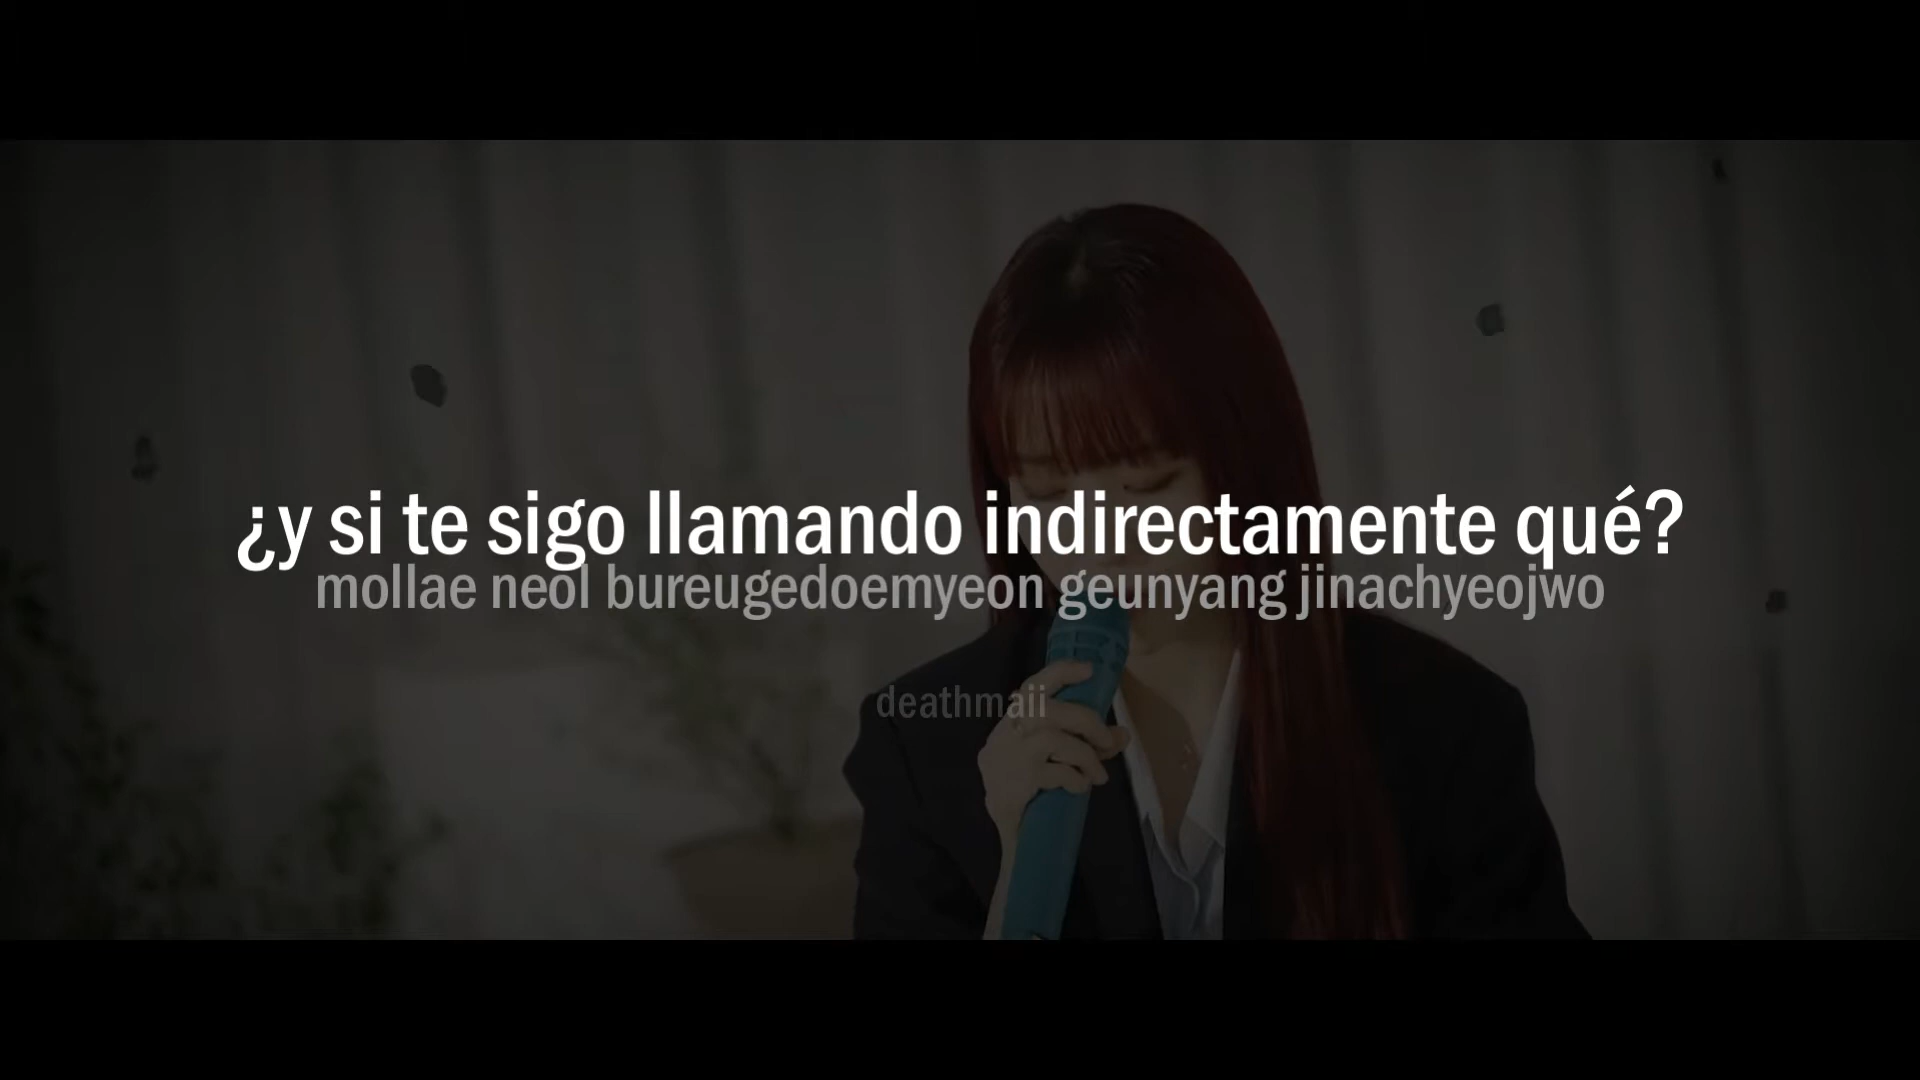 ¿y si te sigo llamando indirectamente qué?
mollae neol bureugedoemyeon geunyang jinachyeojwo
deathmaii